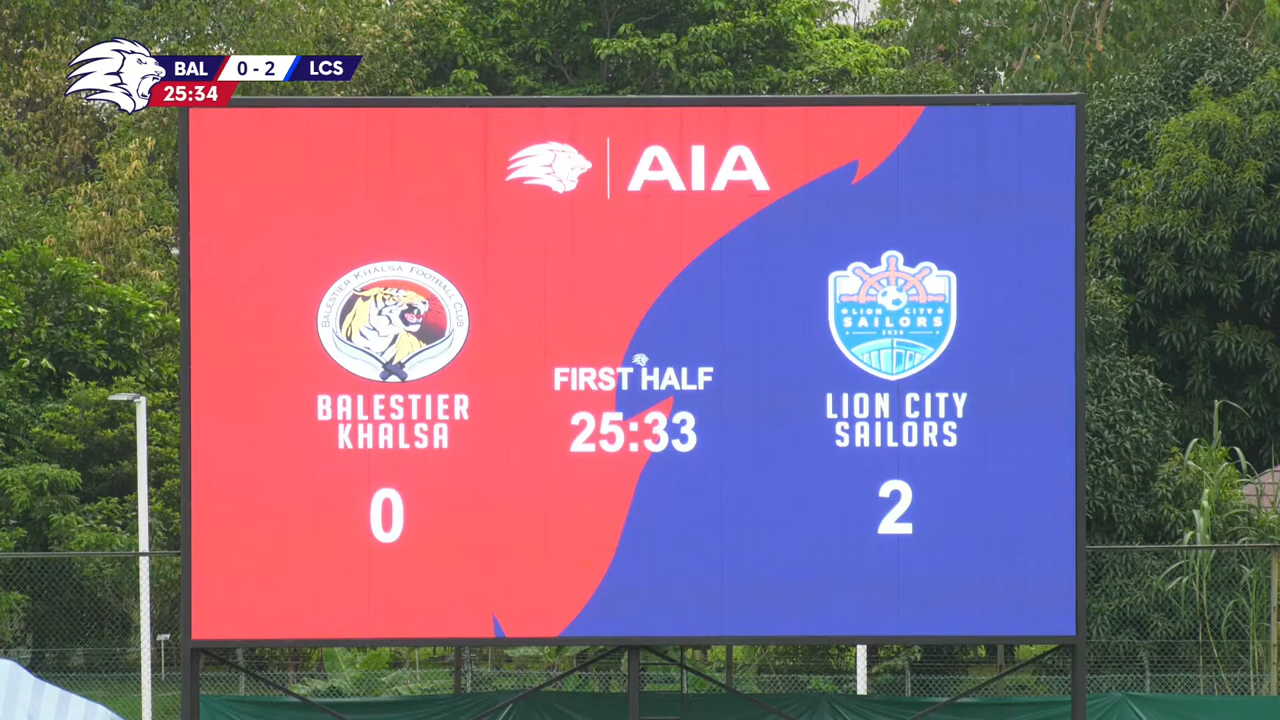 BAL 0 - 2 LCS
25:34
AIA
BALESTIER KHALSA FOOTBALL CLUB
LION CITY
SAILORS
2020
FIRST HALF
25:33
BALESTIER
KHALSA
LION CITY
SAILORS
0
2